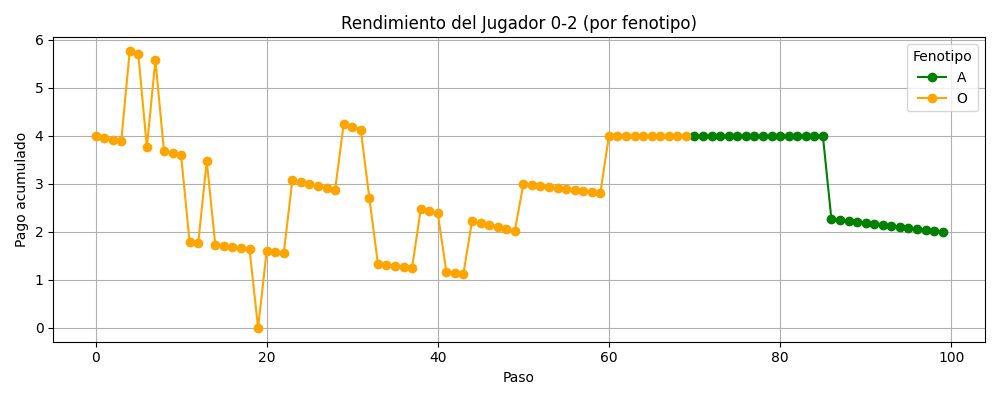 Rendimiento del Jugador 0-2 (por fenotipo)
Pago acumulado
6
5
4
3
2
1
0
0 20 40 60 80 100
Paso
Fenotipo
A
O